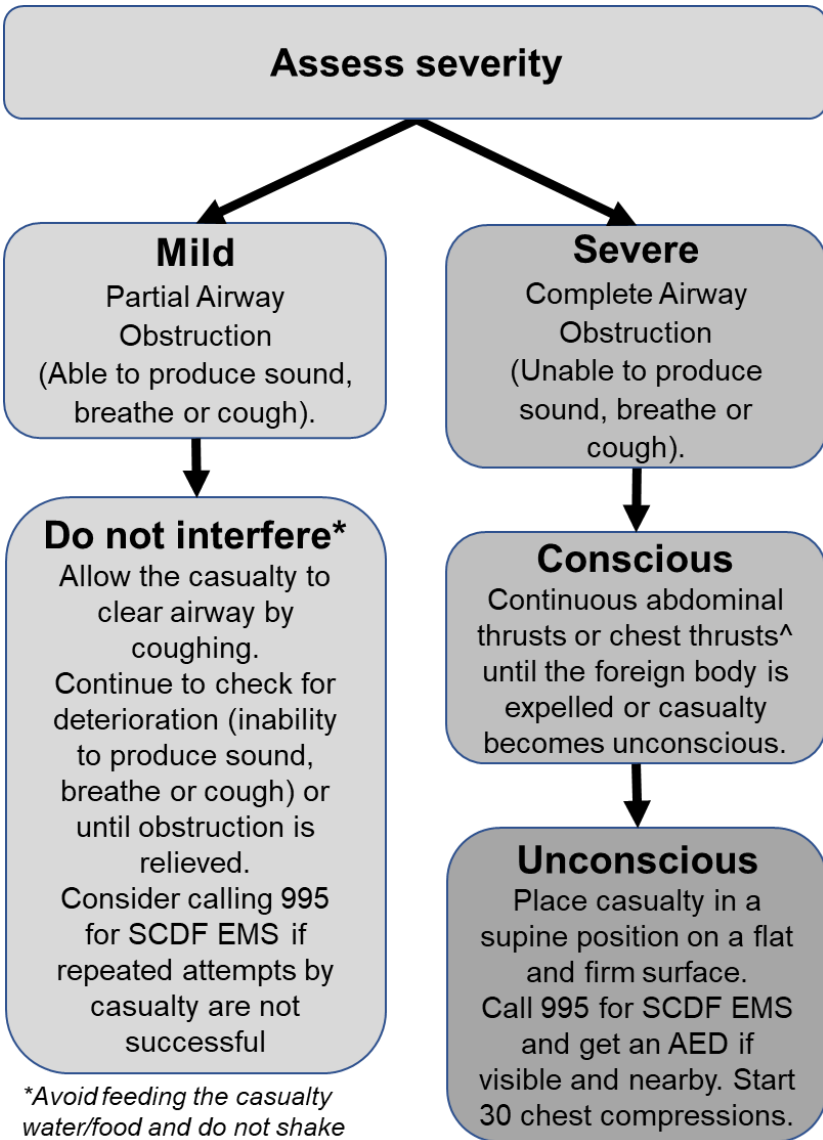 Assess severity
Mild
Partial Airway
Obstruction
(Able to produce sound,
breathe or cough).
Do not interfere*
Allow the casualty to
clear airway by
coughing.
Continue to check for
deterioration (inability
to produce sound,
breathe or cough) or
until obstruction is
relieved.
Consider calling 995
for SCDF EMS if
repeated attempts by
casualty are not
successful
*Avoid feeding the casualty
water/food and do not shake
Severe
Complete Airway
Obstruction
(Unable to produce
sound, breathe or
cough).
Conscious
Continuous abdominal
thrusts or chest thrusts^
until the foreign body is
expelled or casualty
becomes unconscious.
Unconscious
Place casualty in a
supine position on a flat
and firm surface.
Call 995 for SCDF EMS
and get an AED if
visible and nearby. Start
30 chest compressions.